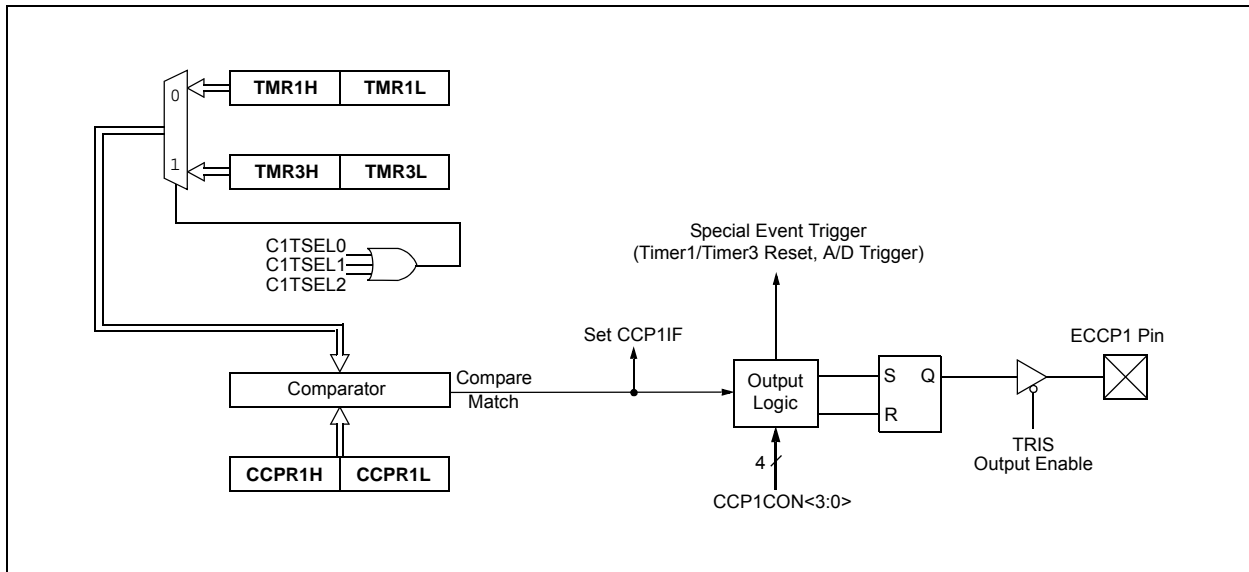 0
TMR1H TMR1L
1
TMR3H TMR3L
C1TSEL0
C1TSEL1
C1TSEL2
Special Event Trigger
(Timer1/Timer3 Reset, A/D Trigger)
Set CCP1IF
ECCP1 Pin
Comparator
Compare
Match
Output
Logic
S Q
R
TRIS
Output Enable
4
CCPR1H CCPR1L
CCP1CON<3:0>